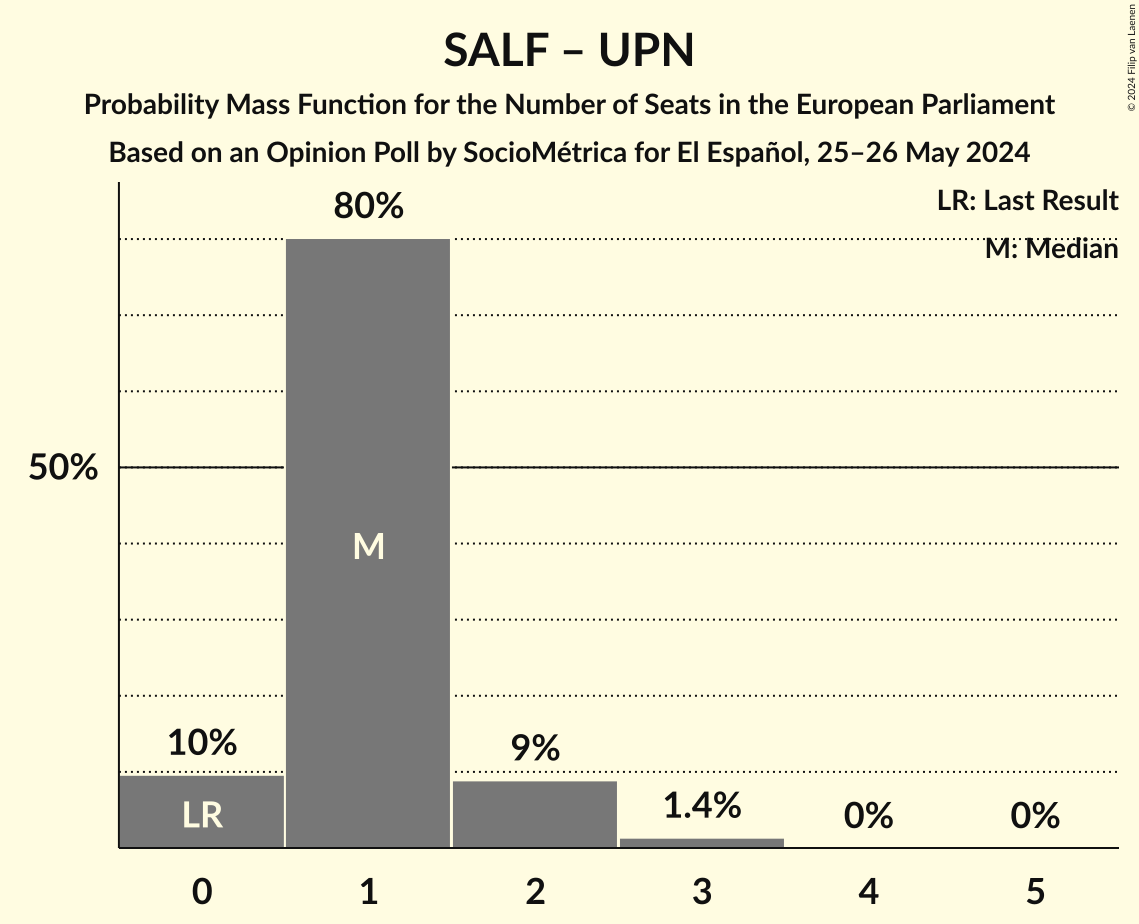 SALF – UPN
Probability Mass Function for the Number of Seats in the European Parliament
Based on an Opinion Poll by SocioMétrica for El Español, 25–26 May 2024
© 2024 Filip van Laenen
LR: Last Result
M: Median
80%
50%
M
10%
9%
1.4%
0%
0%
LR
0 1 2 3 4 5